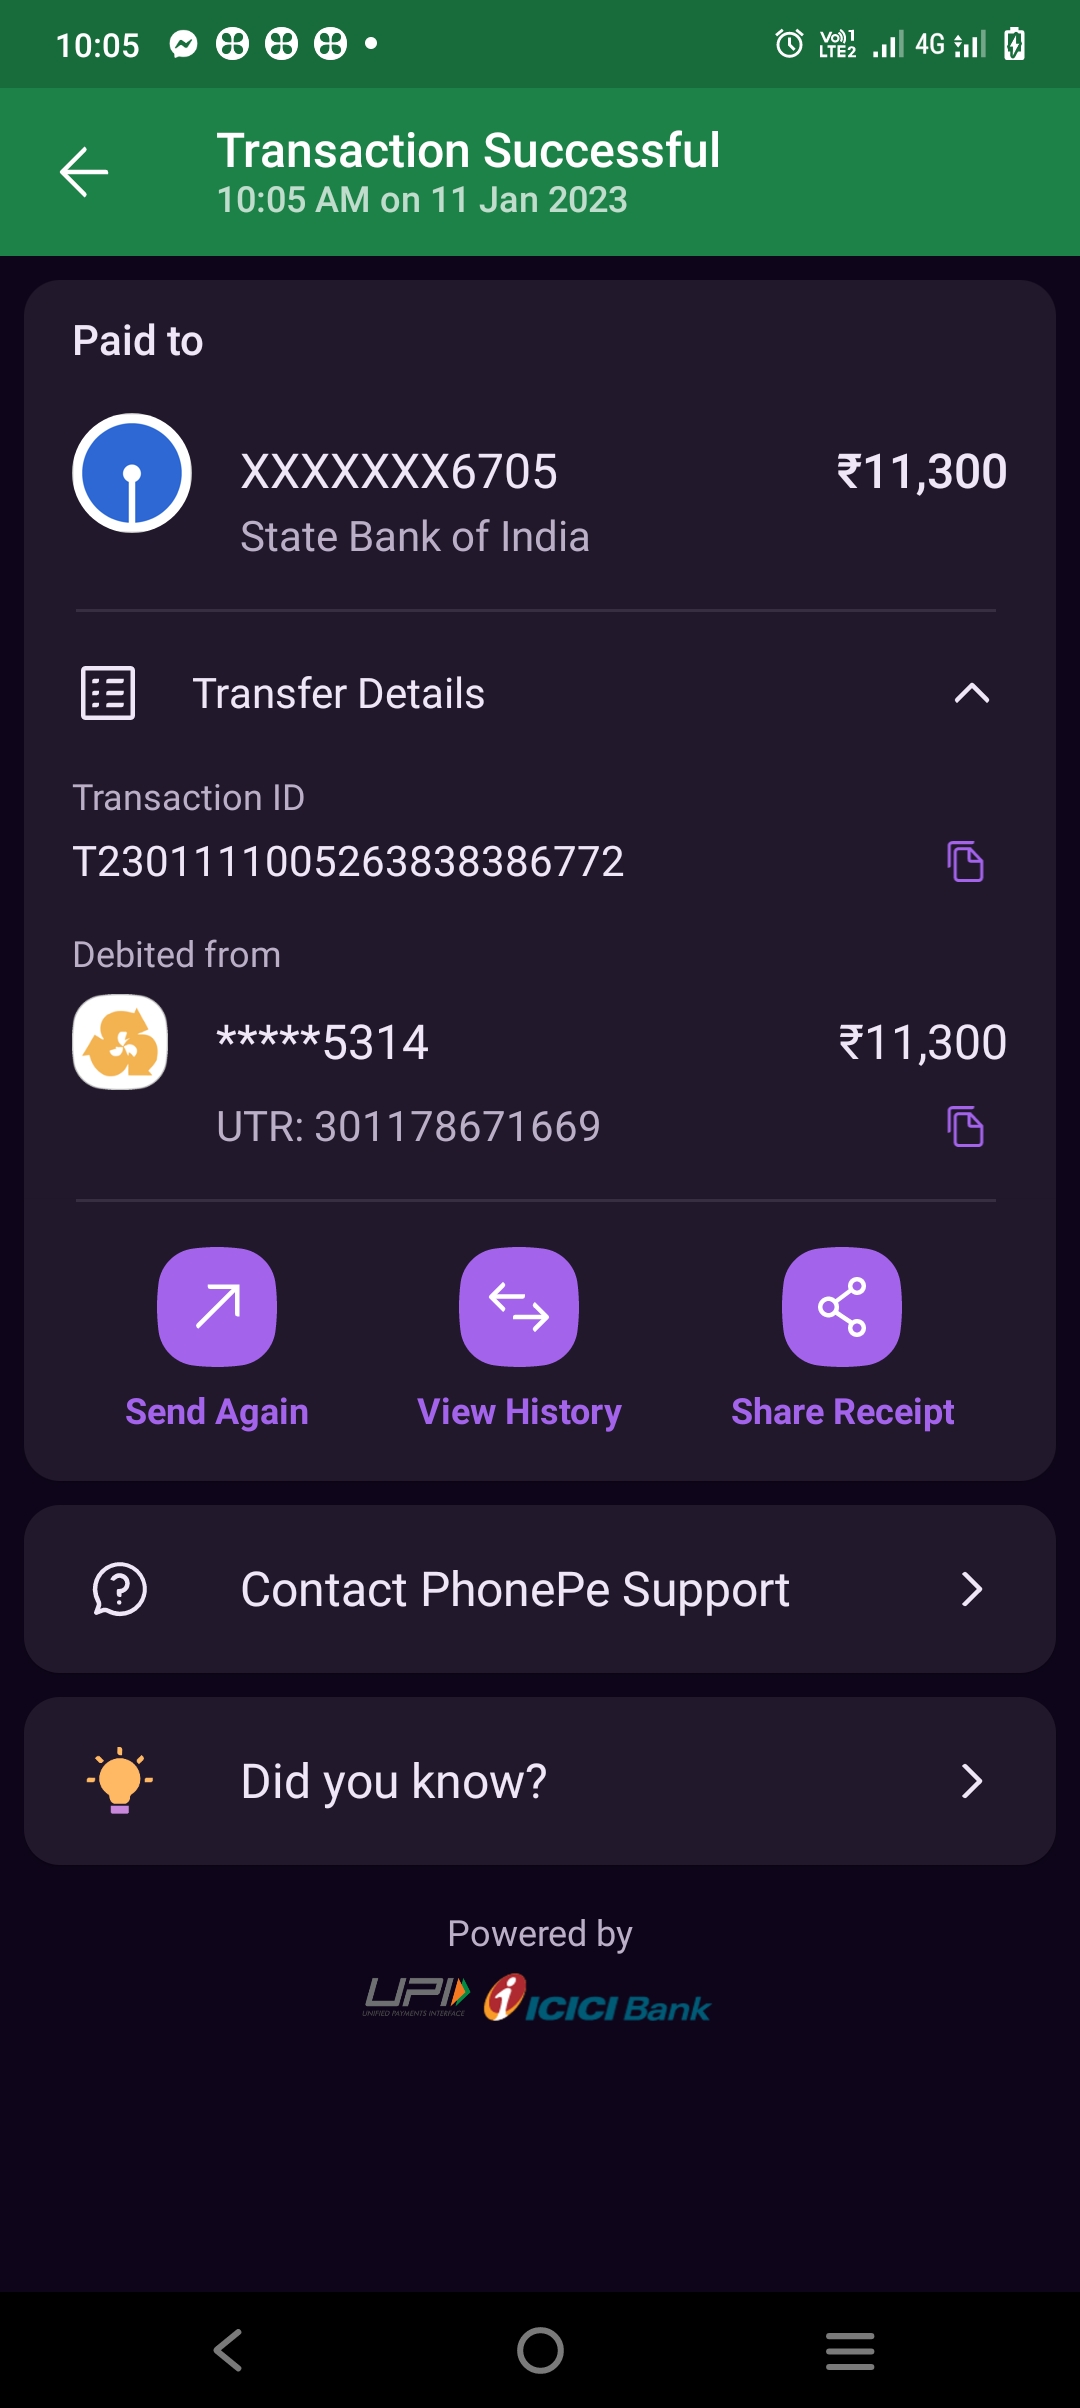 10:05
Vo))1
LTE2
4G
Transaction Successful
10:05 AM on 11 Jan 2023
Paid to
XXXXXXX6705
₹11,300
State Bank of India
Transfer Details
Transaction ID
T2301111005263838386772
Debited from
*****5314
₹11,300
UTR: 301178671669
Send Again
View History
Share Receipt
Contact PhonePe Support
Did you know?
Powered by
UPI
UNIFIED PAYMENTS INTERFACE
ICICI Bank